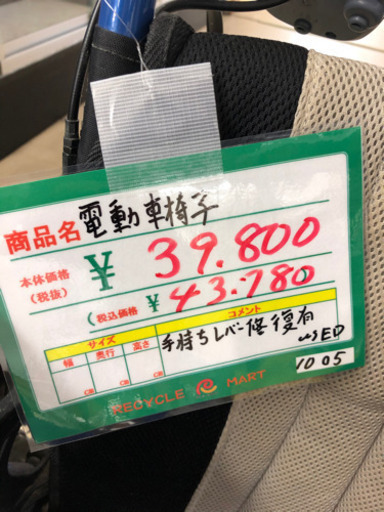 商品名 電動車椅子
本体価格 (税抜) ¥ 39.800
(税込価格 ¥ 43.780)
サイズ コメント
幅 奥行 高さ 手持ちレバー修復有
cm cm cm USED
RECYCLE MART 1005